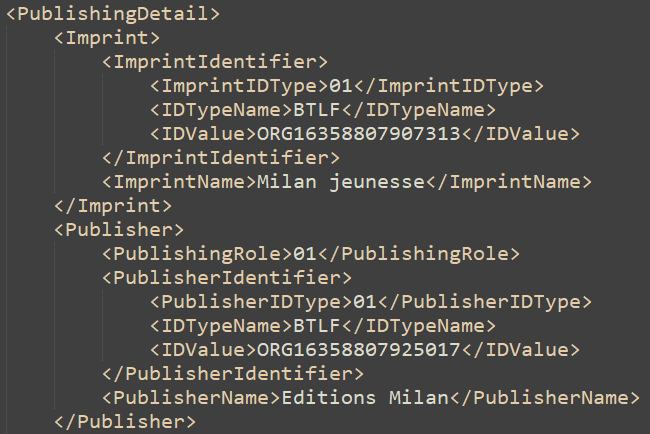 <PublishingDetail>
<Imprint>
<ImprintIdentifier>
<ImprintIDType>01</ImprintIDType>
<IDTypeName>BTLF</IDTypeName>
<IDValue>ORG16358807907313</IDValue>
</ImprintIdentifier>
<ImprintName>Milan jeunesse</ImprintName>
</Imprint>
<Publisher>
<PublishingRole>01</PublishingRole>
<PublisherIdentifier>
<PublisherIDType>01</PublisherIDType>
<IDTypeName>BTLF</IDTypeName>
<IDValue>ORG16358807925017</IDValue>
</PublisherIdentifier>
<PublisherName>Editions Milan</PublisherName>
</Publisher>